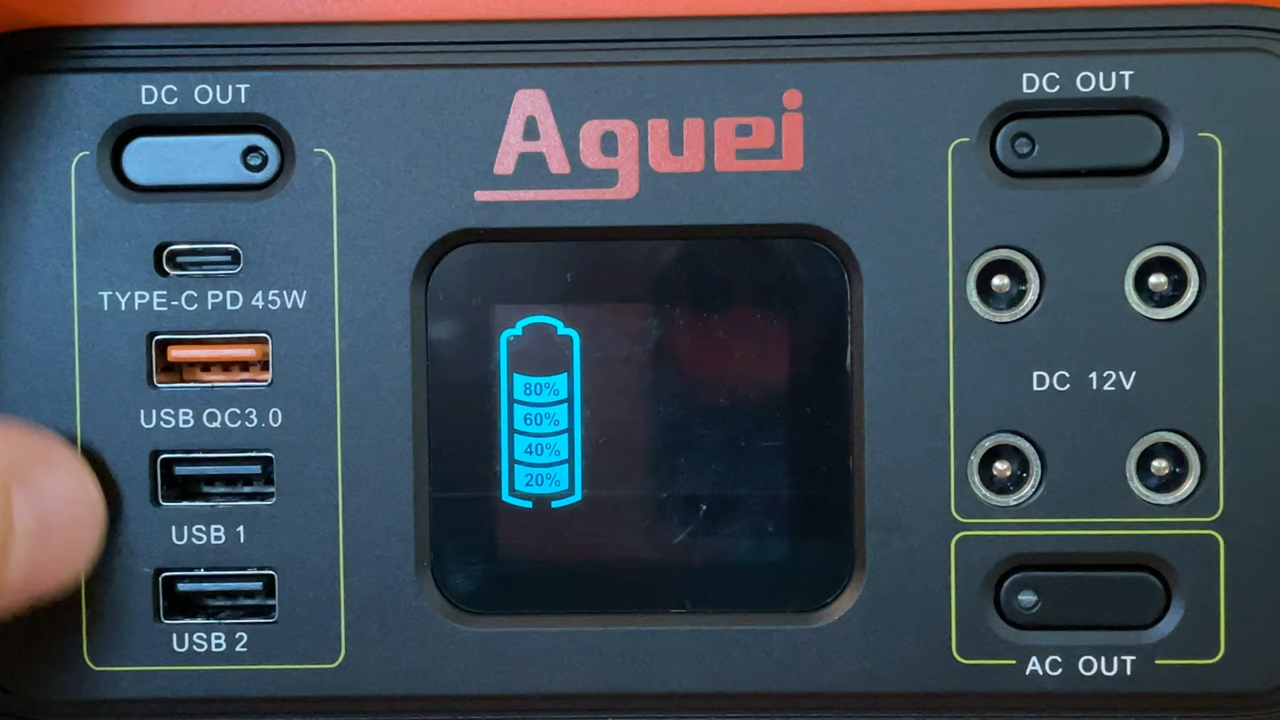 DC OUT
TYPE-C PD 45W
USB QC3.0
USB 1
USB 2
Aguei
80%
60%
40%
20%
DC OUT
DC 12V
AC OUT